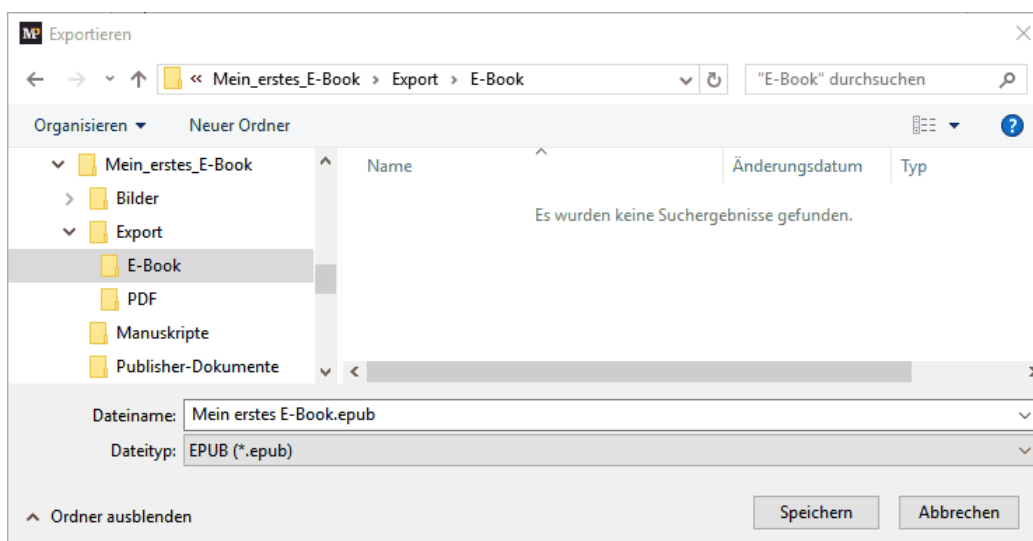 MP Exportieren
« Mein_erstes_E-Book > Export > E-Book "E-Book" durchsuchen
Organisieren Neuer Ordner ?
Mein_erstes_E-Book Name Änderungsdatum Typ
Bilder
Es wurden keine Suchergebnisse gefunden.
Export
E-Book
PDF
Manuskripte
Publisher-Dokumente
Dateiname: Mein erstes E-Book.epub
Dateityp: EPUB (*.epub)
Ordner ausblenden Speichern Abbrechen